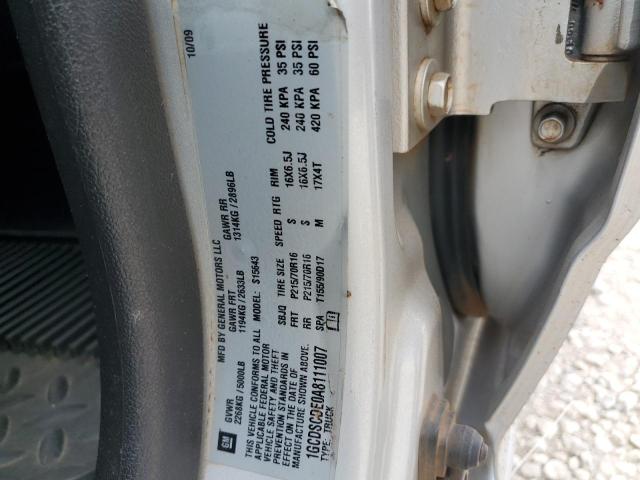 GM
MFD BY GENERAL MOTORS LLC 10/09
GVWR GAWR FRT GAWR RR
2268KG / 5000LB 1194KG / 2633LB 1314KG / 2896LB
THIS VEHICLE CONFORMS TO ALL MODEL: S15643
APPLICABLE FEDERAL MOTOR
VEHICLE SAFETY AND THEFT
PREVENTION STANDARDS IN
EFFECT ON THE DATE OF
MANUFACTURE SHOWN ABOVE.
SBJO TIRE SIZE SPEED RTG RIM COLD TIRE PRESSURE
FRT P215/70R16 S 16X6.5J 240 KPA 35 PSI
RR P215/70R16 S 16X6.5J 240 KPA 35 PSI
SPA T155/90D17 M 17X4T 420 KPA 60 PSI
TYPE: TRUCK